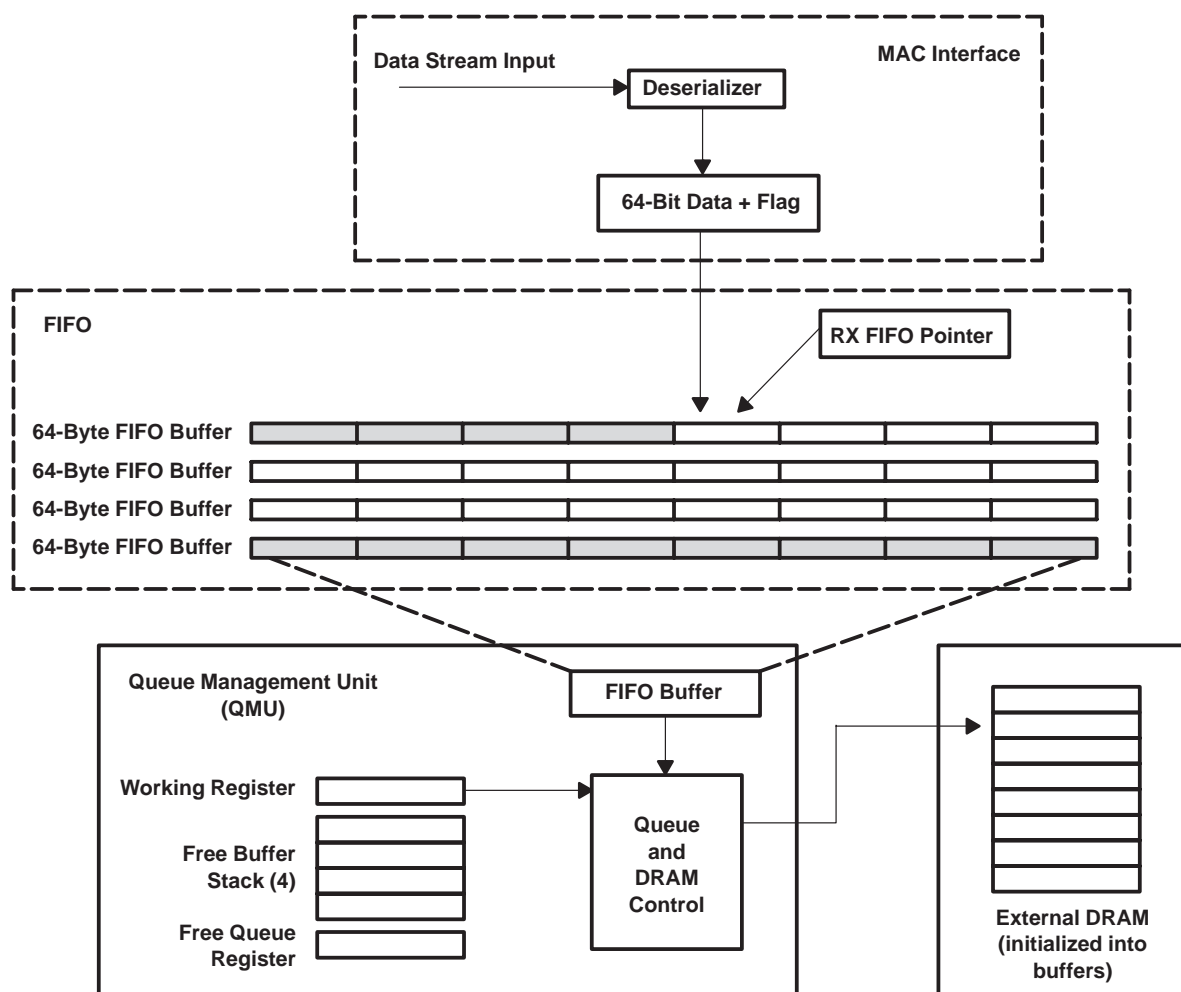 Data Stream Input
MAC Interface
Deserializer
64-Bit Data + Flag
FIFO
RX FIFO Pointer
64-Byte FIFO Buffer
64-Byte FIFO Buffer
64-Byte FIFO Buffer
64-Byte FIFO Buffer
Queue Management Unit
(QMU)
FIFO Buffer
Working Register
Free Buffer
Stack (4)
Free Queue
Register
Queue
and
DRAM
Control
External DRAM
(initialized into
buffers)